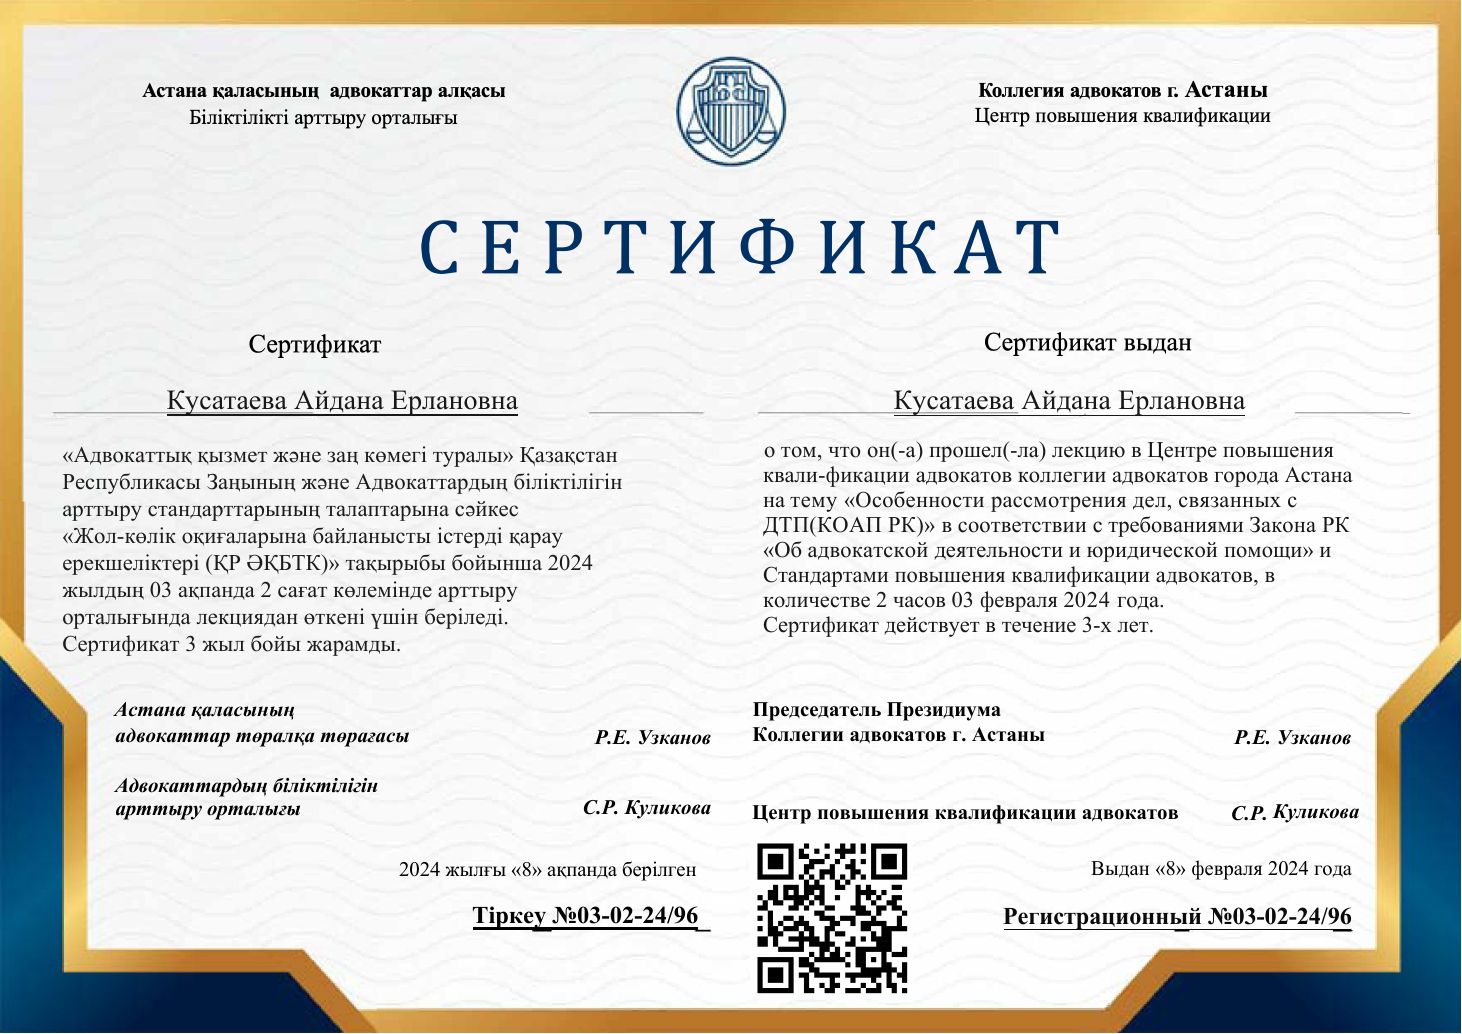 Астана қаласының адвокаттар алқасы
Біліктілікті арттыру орталығы
Коллегия адвокатов г. Астаны
Центр повышения квалификации
СЕРТИФИКАТ
Сертификат
Кусатаева Айдана Ерлановна
«Адвокаттық қызмет және заң көмегі туралы» Қазақстан
Республикасы Заңының және Адвокаттардың біліктілігін
арттыру стандарттарының талаптарына сәйкес
«Жол-көлік оқиғаларына байланысты істерді қарау
ерекшеліктері (ҚР ӘҚБТК)» тақырыбы бойынша 2024
жылдың 03 ақпанда 2 сағат көлемінде арттыру
орталығында лекциядан өткені үшін беріледі.
Сертификат 3 жыл бойы жарамды.
Сертификат выдан
Кусатаева Айдана Ерлановна
о том, что он(-а) прошел(-ла) лекцию в Центре повышения
квали-фикации адвокатов коллегии адвокатов города Астана
на тему «Особенности рассмотрения дел, связанных с
ДТП(КОАП РК)» в соответствии с требованиями Закона РК
«Об адвокатской деятельности и юридической помощи» и
Стандартами повышения квалификации адвокатов, в
количестве 2 часов 03 февраля 2024 года.
Сертификат действует в течение 3-х лет.
Астана қаласының
адвокаттар төралқа төрағасы Р.Е. Узканов
Адвокаттардың біліктілігін
арттыру орталығы С.Р. Куликова
2024 жылғы «8» ақпанда берілген
Тіркеу №03-02-24/96
Председатель Президиума
Коллегии адвокатов г. Астаны Р.Е. Узканов
Центр повышения квалификации адвокатов С.Р. Куликова
Выдан «8» февраля 2024 года
Регистрационный №03-02-24/96